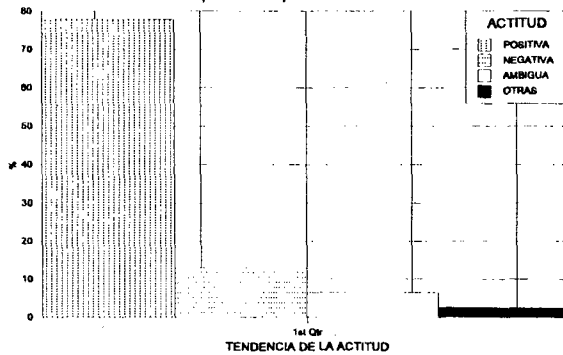 80
70
60
50
40
30
20
10
0
%
ACTITUD
POSITIVA
NEGATIVA
AMBIGUA
OTRAS
1st Qtr
TENDENCIA DE LA ACTITUD